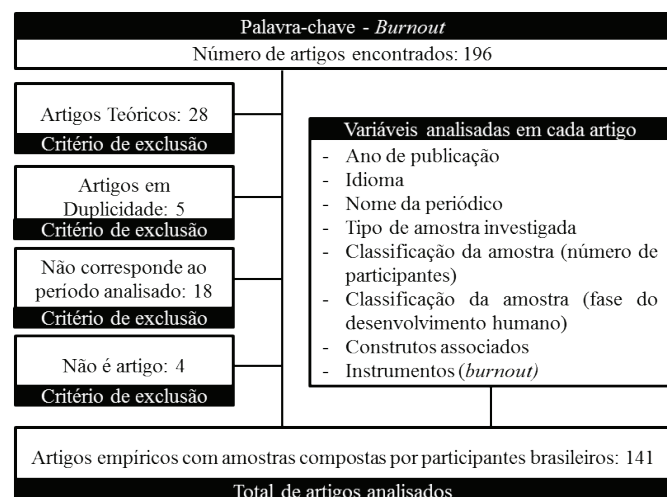 Palavra-chave - Burnout
Número de artigos encontrados: 196
Artigos Teóricos: 28
Critério de exclusão
Artigos em
Duplicidade: 5
Critério de exclusão
Não corresponde ao
período analisado: 18
Critério de exclusão
Não é artigo: 4
Critério de exclusão
Variáveis analisadas em cada artigo
- Ano de publicação
- Idioma
- Nome da periódico
- Tipo de amostra investigada
- Classificação da amostra (número de
participantes)
- Classificação da amostra (fase do
desenvolvimento humano)
- Construtos associados
- Instrumentos (burnout)
Artigos empíricos com amostras compostas por participantes brasileiros: 141
Total de artigos analisados